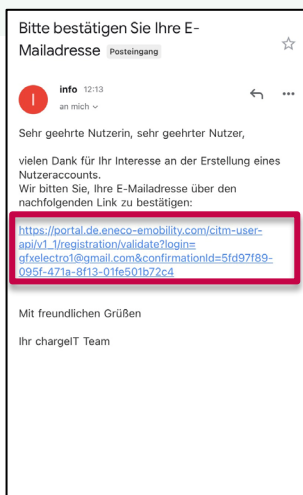 Bitte bestätigen Sie Ihre E-
Mailadresse Posteingang
I
info 12:13
an mich
Sehr geehrte Nutzerin, sehr geehrter Nutzer,
vielen Dank für Ihr Interesse an der Erstellung eines
Nutzeraccounts.
Wir bitten Sie, Ihre E-Mailadresse über den
nachfolgenden Link zu bestätigen:
https://portal.de.eneco-emobility.com/citm-user-
api/v1_1/registration/validate?login=
gfxelectro1@gmail.com&confirmationId=5fd97f89-
095f-471a-8f13-01fe501b72c4
Mit freundlichen Grüßen
Ihr chargeIT Team